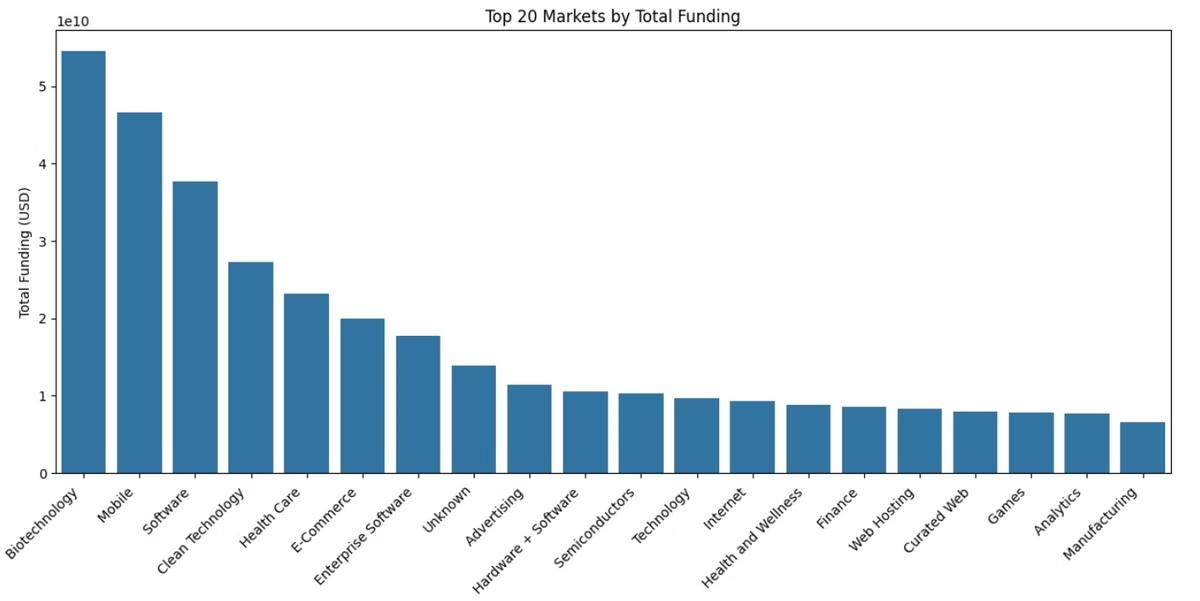 Top 20 Markets by Total Funding
1e10
Total Funding (USD)
5
4
3
2
1
0
Biotechnology
Mobile
Software
Clean Technology
Health Care
E-Commerce
Enterprise Software
Unknown
Advertising
Hardware + Software
Semiconductors
Technology
Internet
Health and Wellness
Finance
Web Hosting
Curated Web
Games
Analytics
Manufacturing